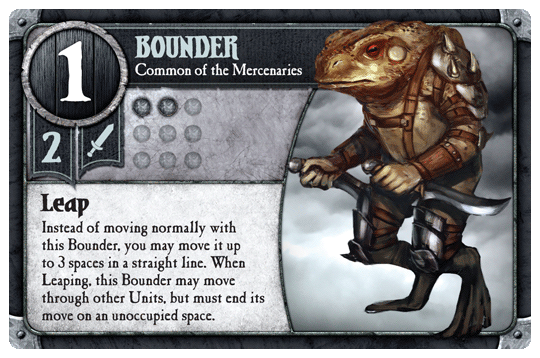 1
BOUNDER
Common of the Mercenaries
2
Leap
Instead of moving normally with
this Bounder, you may move it up
to 3 spaces in a straight line. When
Leaping, this Bounder may move
through other Units, but must end its
move on an unoccupied space.